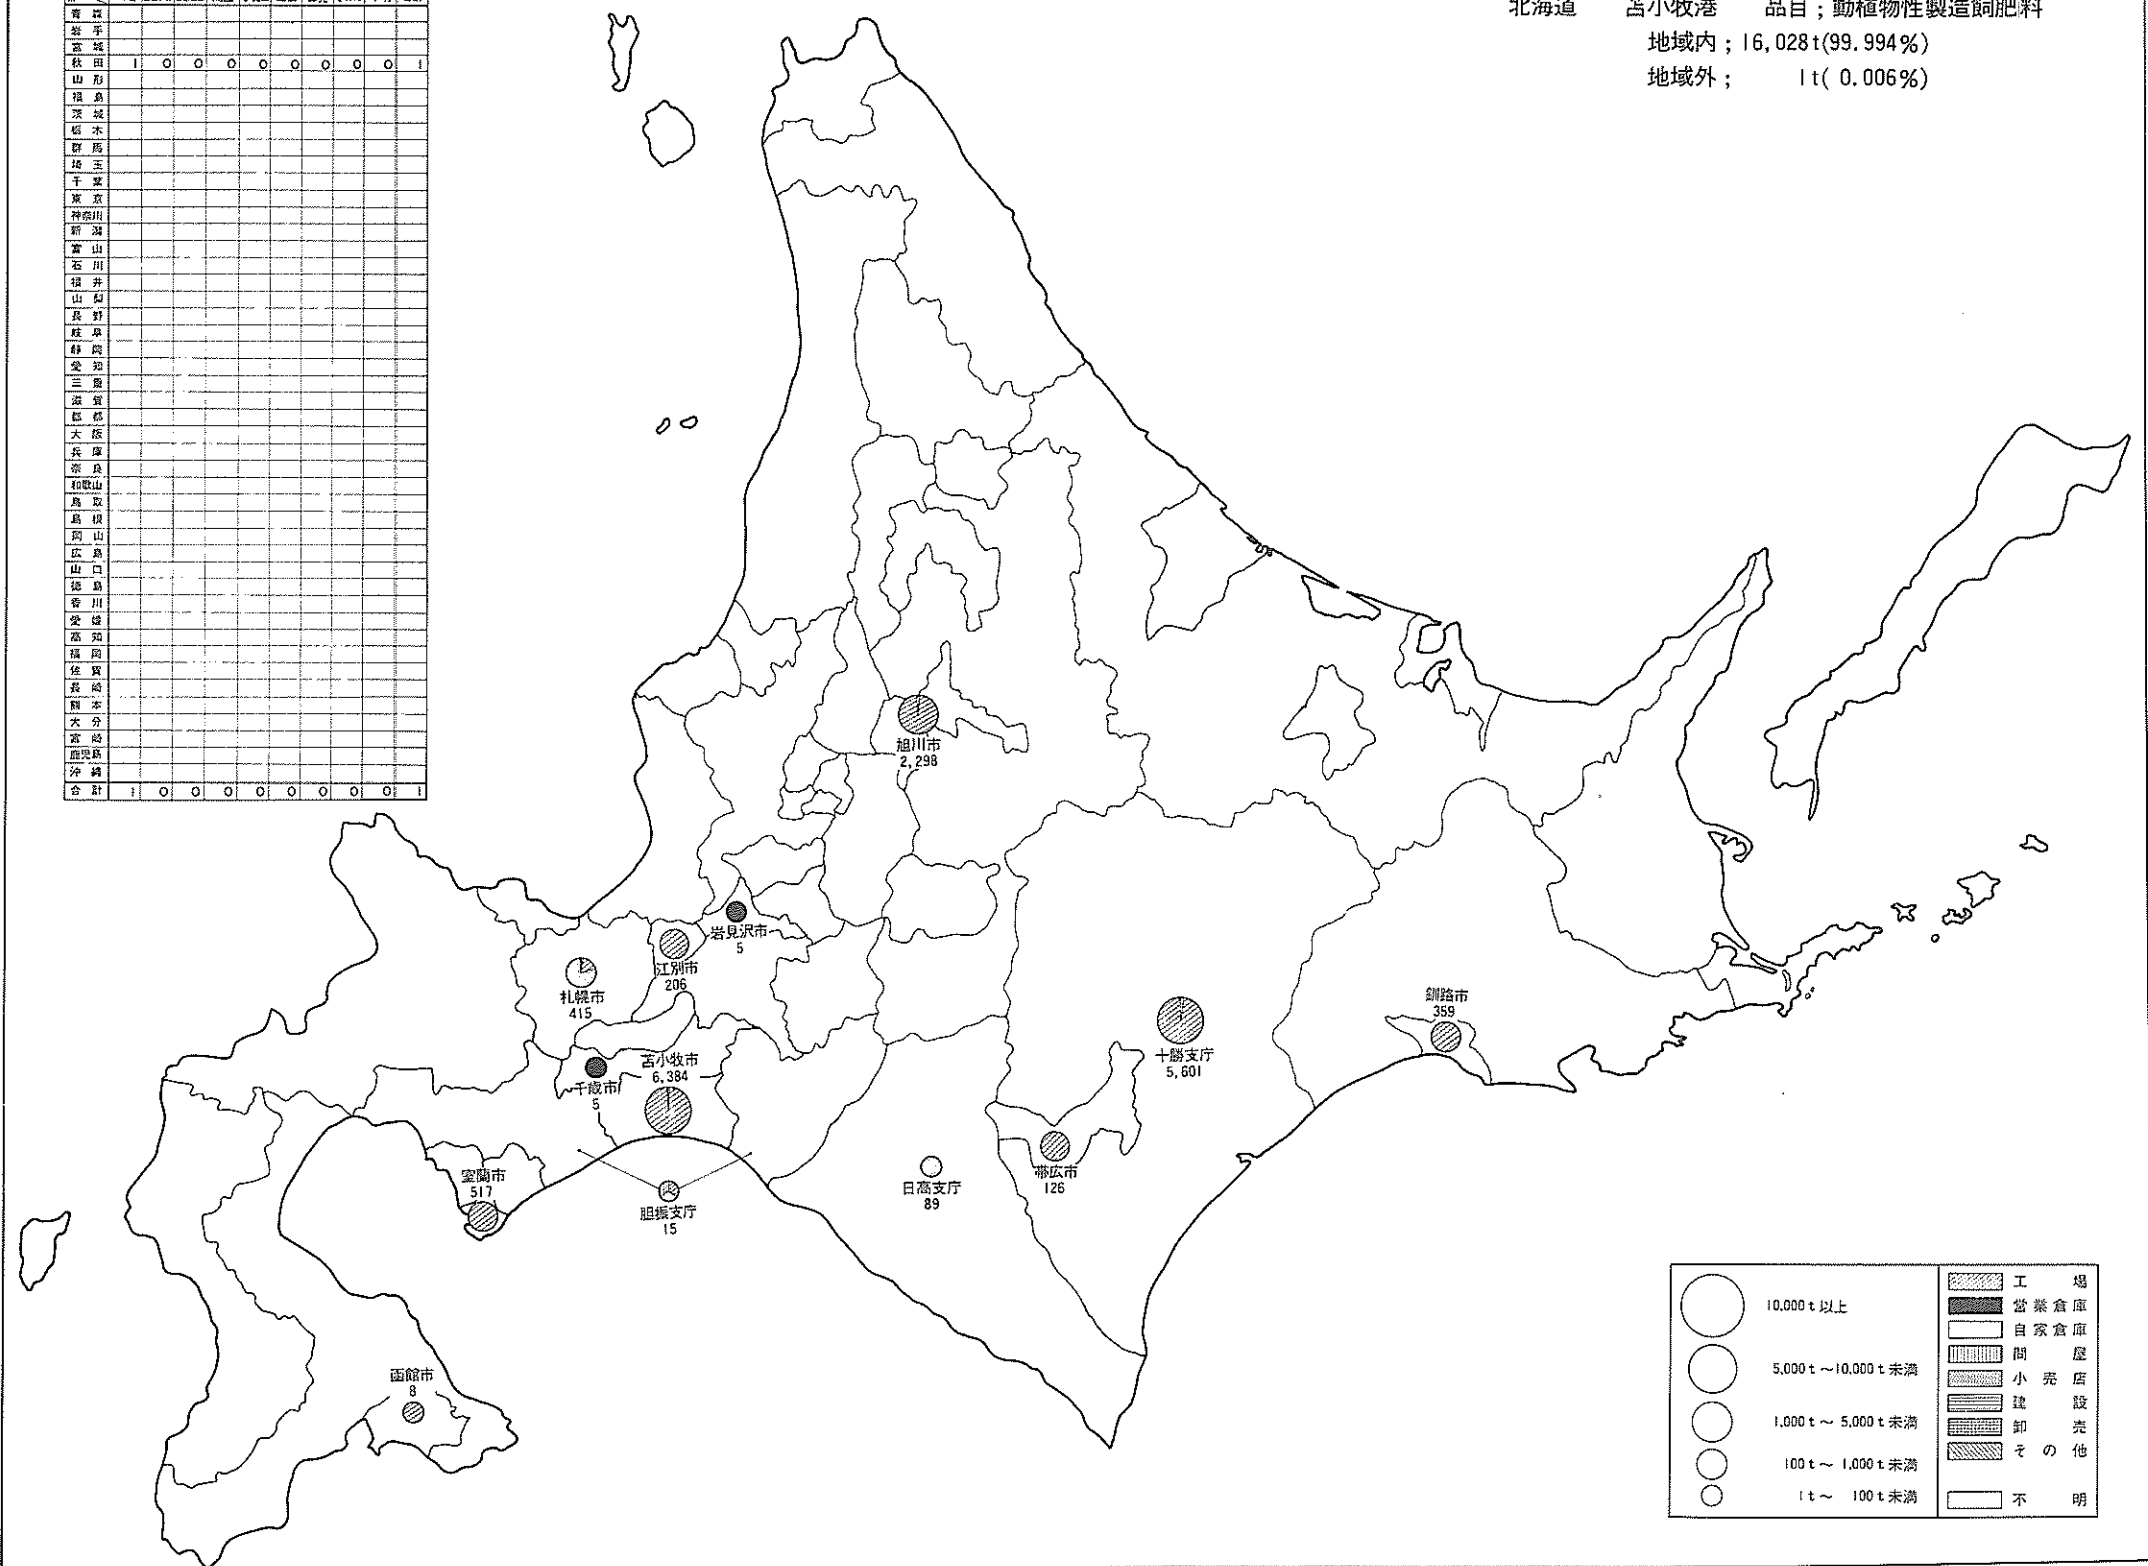 北海道 苫小牧港 品目；動植物性製造飼肥料
地域内；16,028t(99.994%)
地域外； 1t( 0.006%)
青森
岩手
宮城
秋田 1 0 0 0 0 0 0 0 0 1
山形
福島
茨城
栃木
群馬
埼玉
千葉
東京
神奈川
新潟
富山
石川
福井
山梨
長野
岐阜
静岡
愛知
三重
滋賀
大阪
兵庫
奈良
和歌山
鳥取
島根
岡山
広島
山口
徳島
香川
愛媛
高知
福岡
佐賀
長崎
熊本
大分
宮崎
鹿児島
沖縄
合計 1 0 0 0 0 0 0 0 0 1
旭川市
2,298
岩見沢市
5
江別市
206
札幌市
415
釧路市
359
十勝支庁
5,601
苫小牧市
6,384
千歳市
5
帯広市
126
日高支庁
89
室蘭市
517
胆振支庁
15
函館市
8
10,000t以上
5,000t～10,000t未満
1,000t～ 5,000t未満
100t～ 1,000t未満
1t～ 100t未満
工場
営業倉庫
自家倉庫
問屋
小売店
建設
卸売
その他
不明